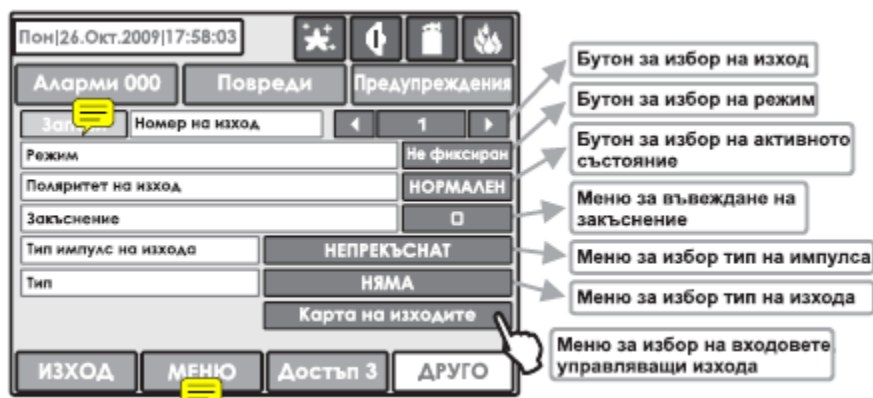 Пон|26.Окт.2009|17:58:03
Аларми 000 Повреди Предупреждения
Номер на изход 1
Режим Не фиксиран
Поляритет на изход НОРМАЛЕН
Закъснение 0
Тип импулс на изхода НЕПРЕКЪСНАТ
Тип НЯМА
Карта на изходите
ИЗХОД МЕНЮ Достъп 3 ДРУГО
Бутон за избор на изход
Бутон за избор на режим
Бутон за избор на активното
състояние
Меню за въвеждане на
закъснение
Меню за избор тип на импулса
Меню за избор тип на изхода
Меню за избор на входовете
управляващи изхода